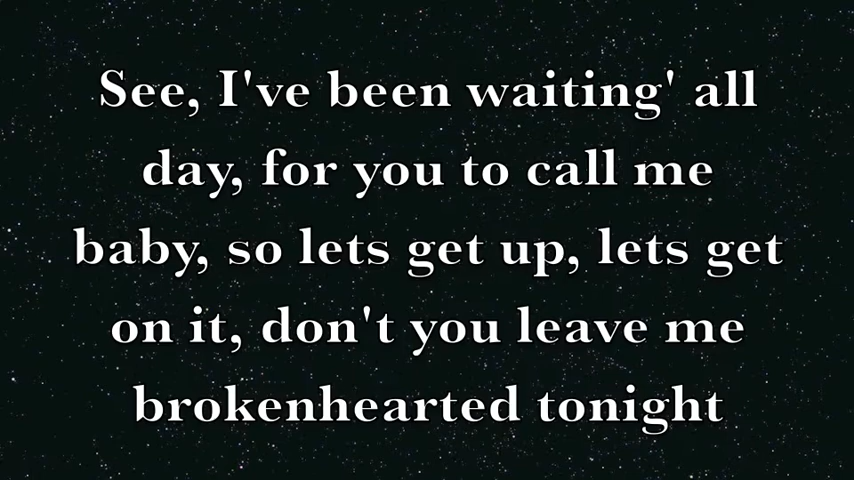 See, I've been waiting' all
day, for you to call me
baby, so lets get up, lets get
on it, don't you leave me
brokenhearted tonight